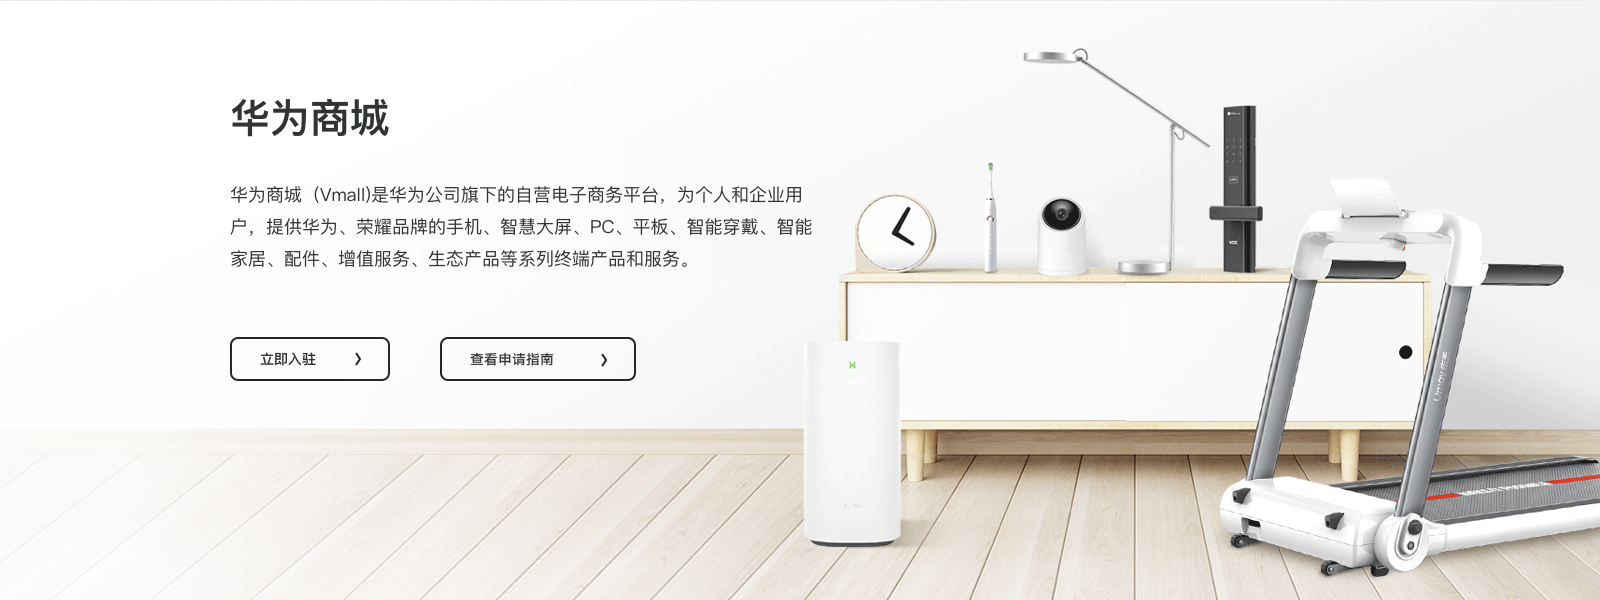 华为商城
华为商城（Vmall)是华为公司旗下的自营电子商务平台，为个人和企业用
户，提供华为、荣耀品牌的手机、智慧大屏、PC、平板、智能穿戴、智能
家居、配件、增值服务、生态产品等系列终端产品和服务。
立即入驻 ❯
查看申请指南 ❯
VOC